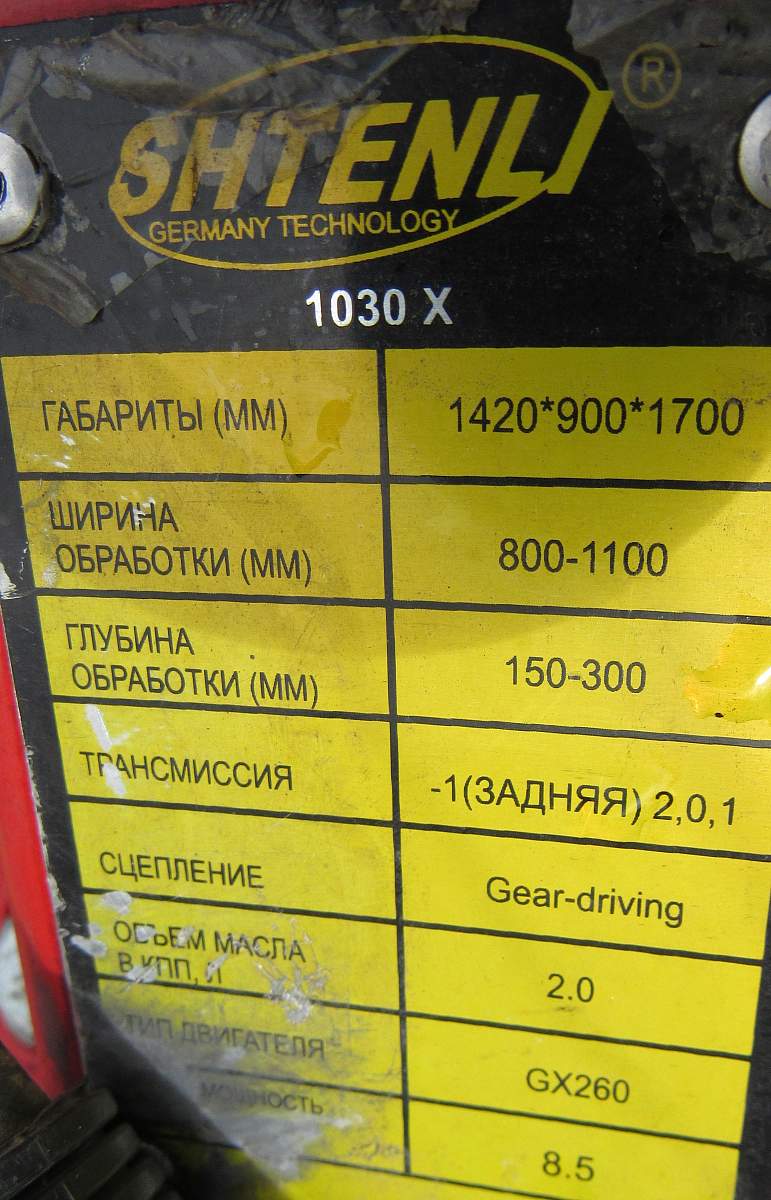 SHTENLI ®
GERMANY TECHNOLOGY
1030 X
ГАБАРИТЫ (ММ) 1420*900*1700
ШИРИНА
ОБРАБОТКИ (ММ) 800-1100
ГЛУБИНА
ОБРАБОТКИ (ММ) 150-300
ТРАНСМИССИЯ -1(ЗАДНЯЯ) 2,0,1
СЦЕПЛЕНИЕ Gear-driving
ОБЪЕМ МАСЛА
В КПП, Л 2.0
ТИП ДВИГАТЕЛЯ GX260
МОЩНОСТЬ 8.5